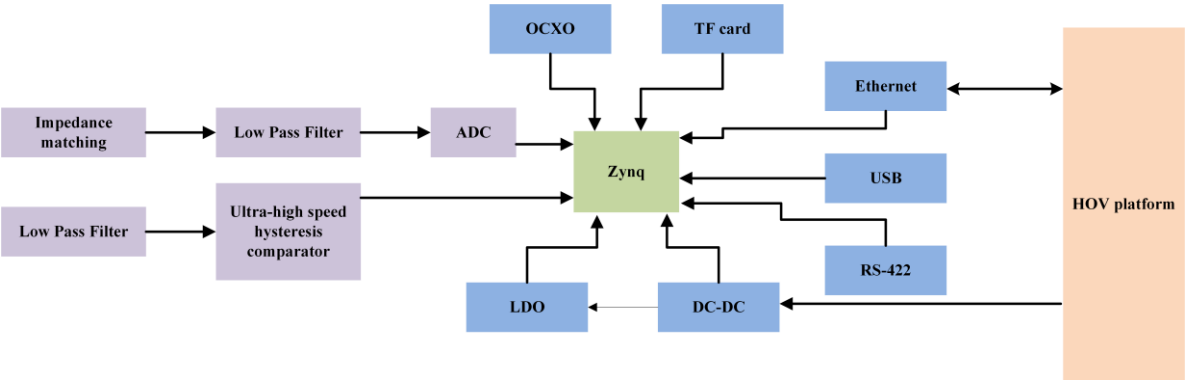 OCXO
TF card
Ethernet
Impedance
matching
Low Pass Filter
ADC
Zynq
USB
HOV platform
Low Pass Filter
Ultra-high speed
hysteresis
comparator
RS-422
LDO
DC-DC